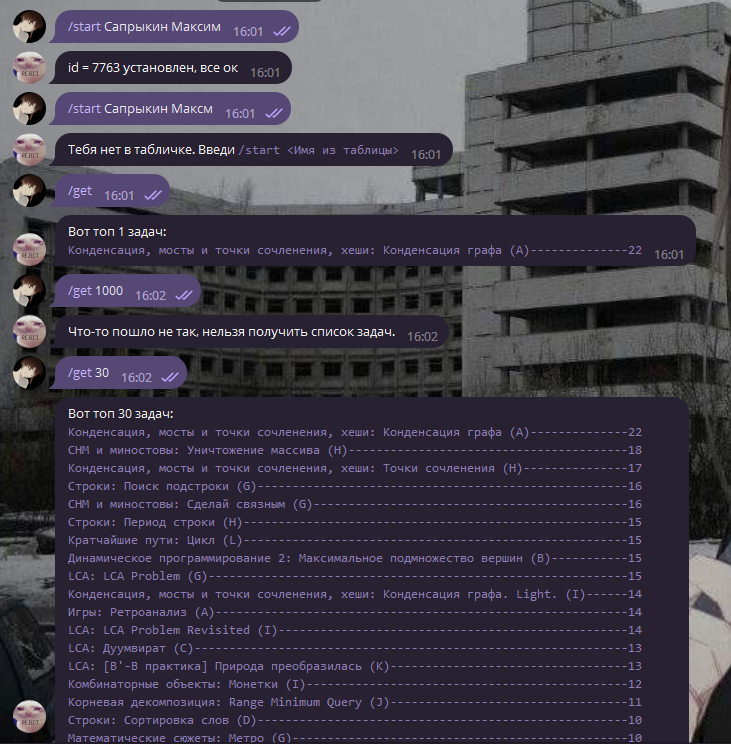 /start Сапрыкин Максим 16:01
id = 7763 установлен, все ок 16:01
/start Сапрыкин Максм 16:01
Тебя нет в табличке. Введи /start <Имя из таблицы> 16:01
/get 16:01
Вот топ 1 задач:
Конденсация, мосты и точки сочленения, хеши: Конденсация графа (A)--------------22 16:01
/get 1000 16:02
Что-то пошло не так, нельзя получить список задач. 16:02
/get 30 16:02
Вот топ 30 задач:
Конденсация, мосты и точки сочленения, хеши: Конденсация графа (A)--------------22
СНМ и миностовы: Уничтожение массива (H)----------------------------------------18
Конденсация, мосты и точки сочленения, хеши: Точки сочленения (H)---------------17
Строки: Поиск подстроки (G)-----------------------------------------------------16
СНМ и миностовы: Сделай связным (G)---------------------------------------------16
Строки: Период строки (H)-------------------------------------------------------15
Кратчайшие пути: Цикл (L)-------------------------------------------------------15
Динамическое программирование 2: Максимальное подмножество вершин (B)-----------15
LCA: LCA Problem (G)------------------------------------------------------------15
Конденсация, мосты и точки сочленения, хеши: Конденсация графа. Light. (I)------14
Игры: Ретроанализ (A)-----------------------------------------------------------14
LCA: LCA Problem Revisited (I)--------------------------------------------------14
LCA: Дуумвират (C)--------------------------------------------------------------13
LCA: [B'-B практика] Природа преобразилась (K)----------------------------------13
Комбинаторные объекты: Монетки (I)----------------------------------------------12
Корневая декомпозиция: Range Minimum Query (J)----------------------------------11
Строки: Сортировка слов (D)-----------------------------------------------------10
Математические сюжеты: Метро (G)------------------------------------------------10
REJECT
REJECT
REJECT
REJECT
REJECT